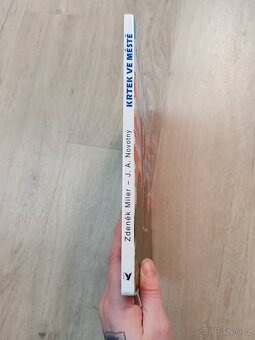 Zdeněk Miler – J. A. Novotný KRTEK VE MĚSTĚ